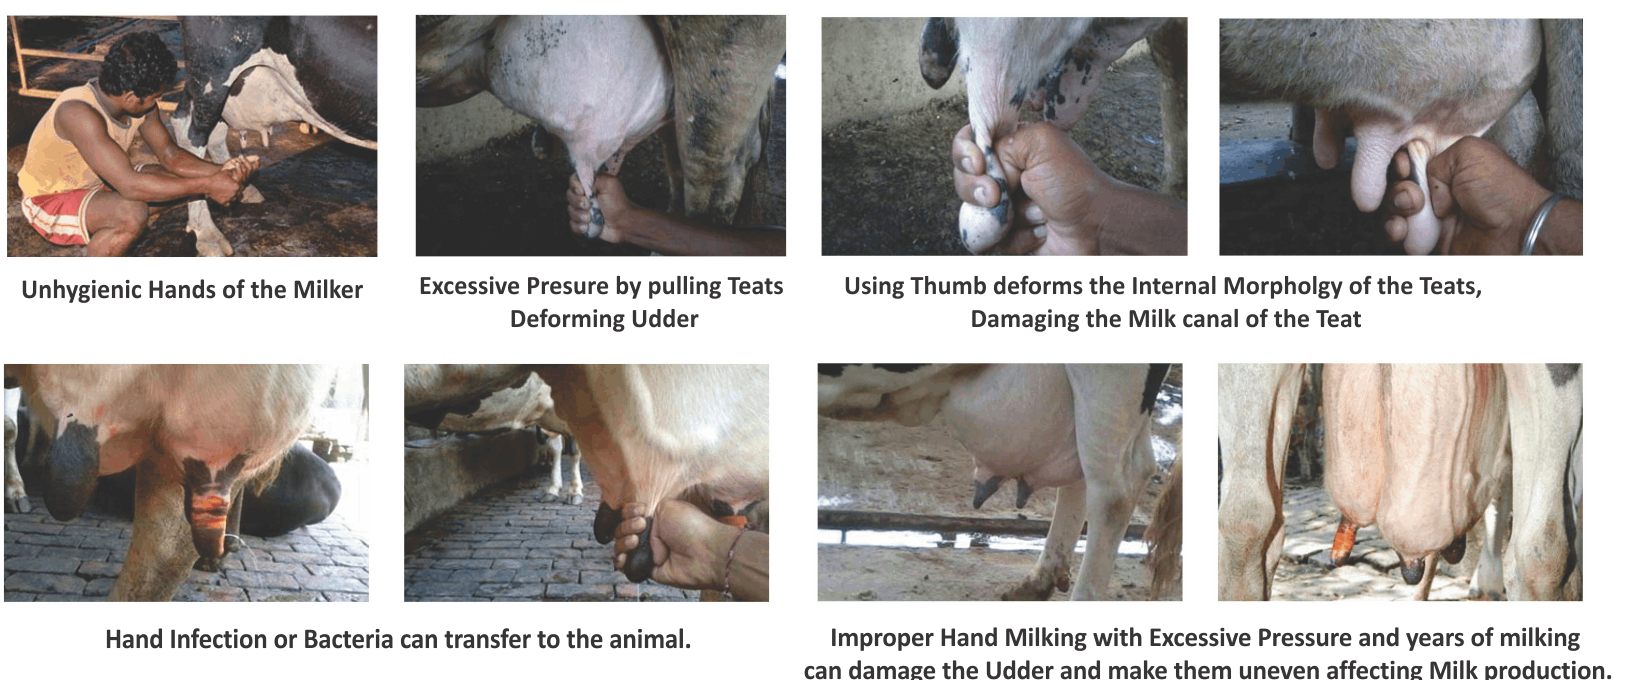 Unhygienic Hands of the Milker
Excessive Presure by pulling Teats
Deforming Udder
Using Thumb deforms the Internal Morpholgy of the Teats,
Damaging the Milk canal of the Teat
Hand Infection or Bacteria can transfer to the animal.
Improper Hand Milking with Excessive Pressure and years of milking
can damage the Udder and make them uneven affecting Milk production.